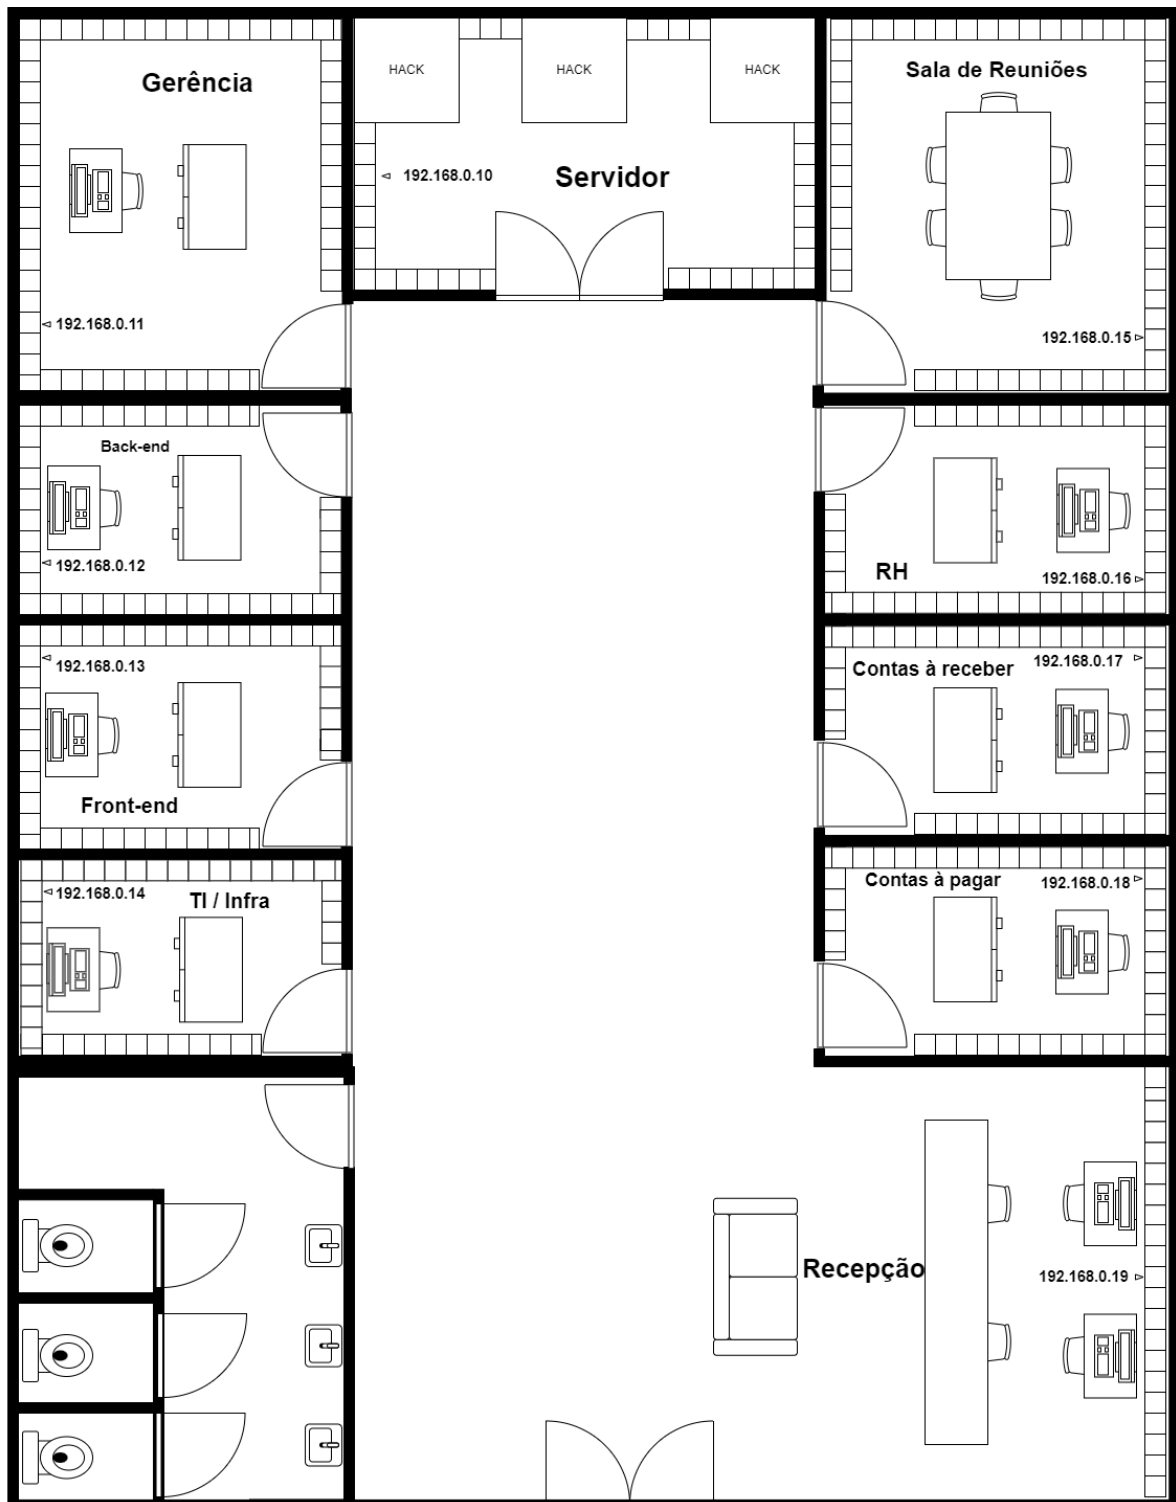 Gerência
HACK
HACK
HACK
Sala de Reuniões
192.168.0.10
Servidor
192.168.0.11
192.168.0.15
Back-end
192.168.0.12
RH
192.168.0.16
192.168.0.13
Front-end
Contas à receber
192.168.0.17
192.168.0.14
TI / Infra
Contas à pagar
192.168.0.18
Recepção
192.168.0.19